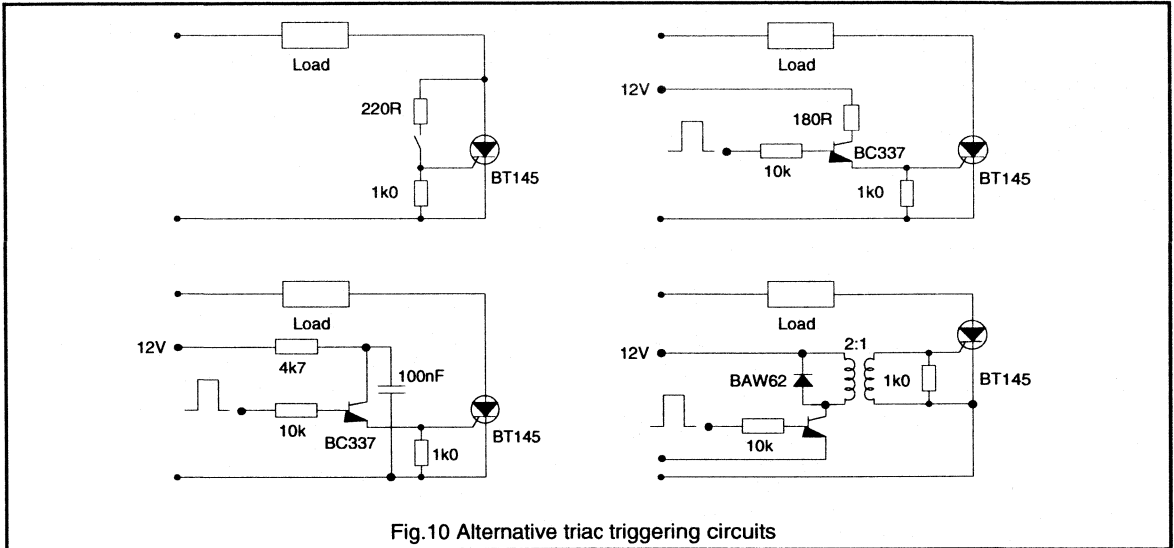 Load
220R
1k0
BT145
Load
12V
180R
BC337
10k
1k0
BT145
Load
12V
4k7
100nF
10k
BC337
1k0
BT145
Load
12V
2:1
BAW62
1k0
BT145
10k
Fig.10 Alternative triac triggering circuits